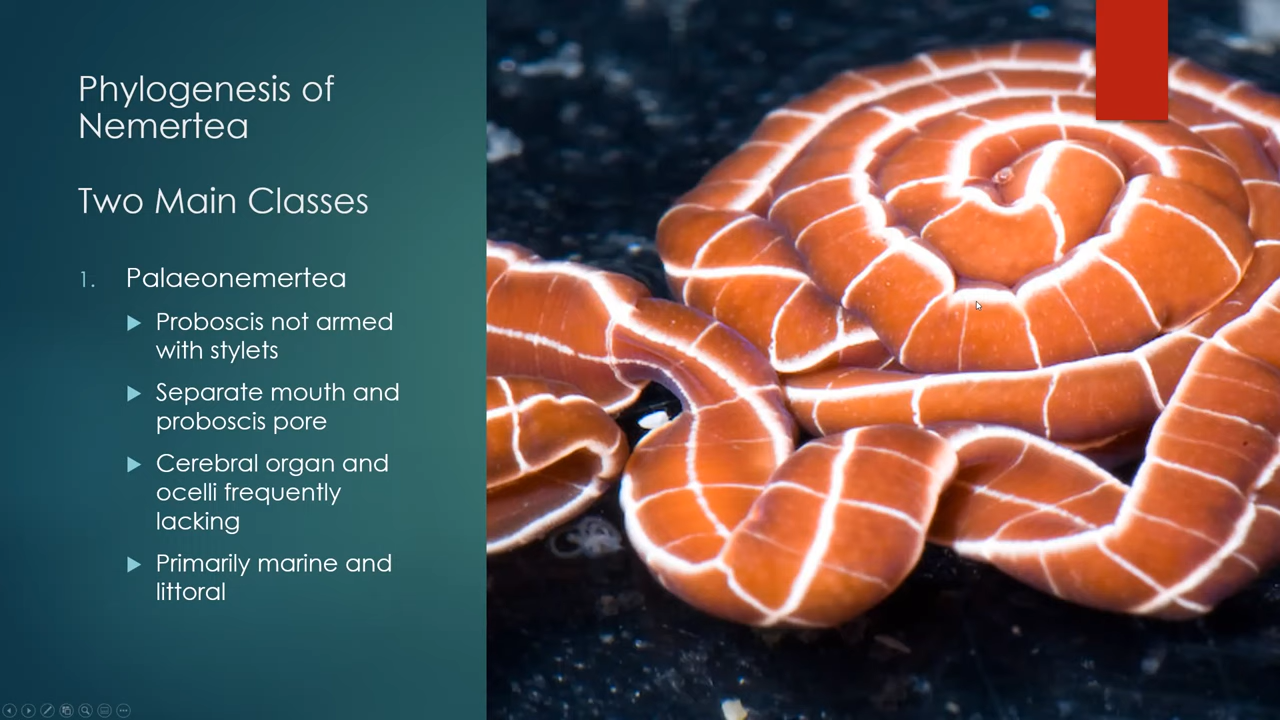 Phylogenesis of
Nemertea
Two Main Classes
1. Palaeonemertea
Proboscis not armed
with stylets
Separate mouth and
proboscis pore
Cerebral organ and
ocelli frequently
lacking
Primarily marine and
littoral